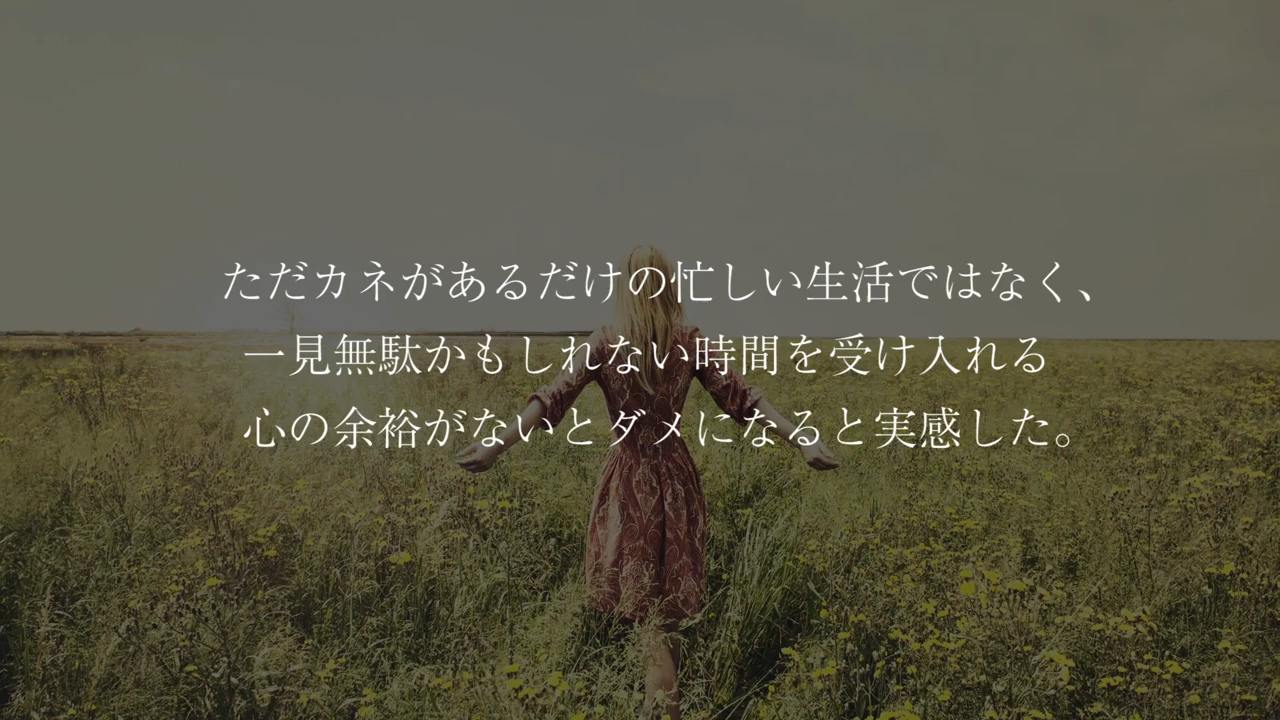 ただカネがあるだけの忙しい生活ではなく、
一見無駄かもしれない時間を受け入れる
心の余裕がないとダメになると実感した。